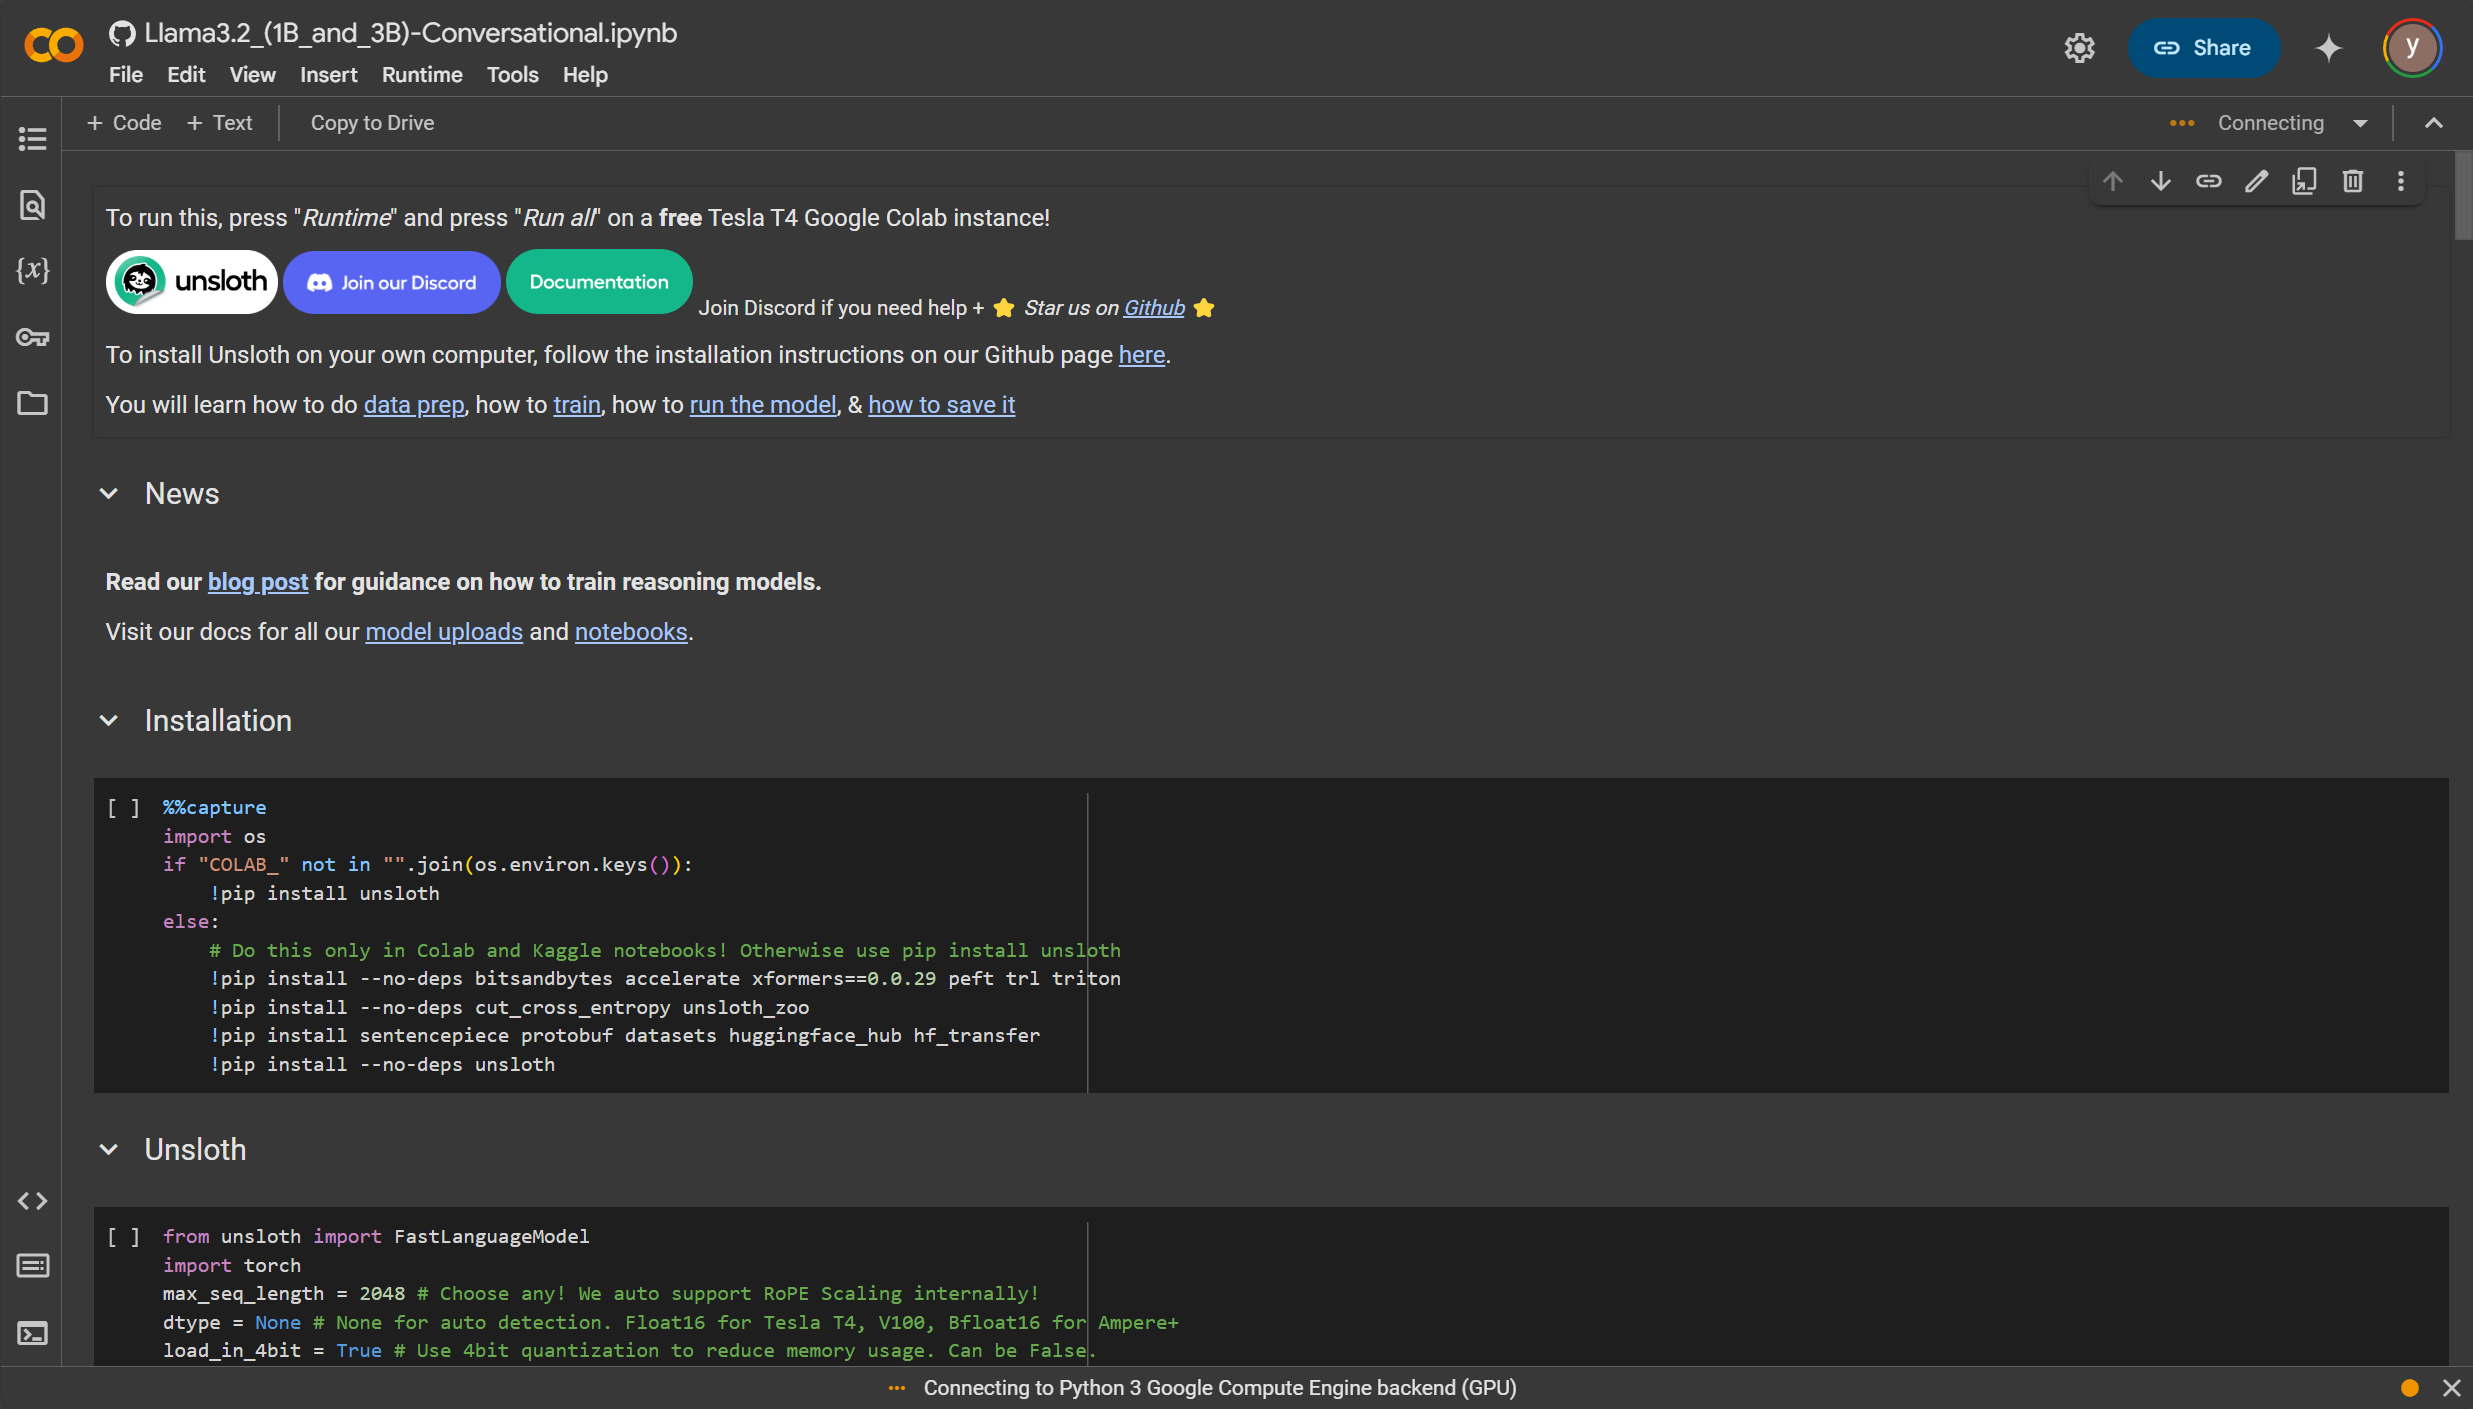 Llama3.2_(1B_and_3B)-Conversational.ipynb
File Edit View Insert Runtime Tools Help
Share
y
+ Code + Text Copy to Drive
Connecting
To run this, press "Runtime" and press "Run all" on a free Tesla T4 Google Colab instance!
unsloth Join our Discord Documentation Join Discord if you need help + ⭐ Star us on Github ⭐
To install Unsloth on your own computer, follow the installation instructions on our Github page here.
You will learn how to do data prep, how to train, how to run the model, & how to save it
News
Read our blog post for guidance on how to train reasoning models.
Visit our docs for all our model uploads and notebooks.
Installation
[ ] %%capture
import os
if "COLAB_" not in "".join(os.environ.keys()):
    !pip install unsloth
else:
    # Do this only in Colab and Kaggle notebooks! Otherwise use pip install unsloth
    !pip install --no-deps bitsandbytes accelerate xformers==0.0.29 peft trl triton
    !pip install --no-deps cut_cross_entropy unsloth_zoo
    !pip install sentencepiece protobuf datasets huggingface_hub hf_transfer
    !pip install --no-deps unsloth
Unsloth
[ ] from unsloth import FastLanguageModel
import torch
max_seq_length = 2048 # Choose any! We auto support RoPE Scaling internally!
dtype = None # None for auto detection. Float16 for Tesla T4, V100, Bfloat16 for Ampere+
load_in_4bit = True # Use 4bit quantization to reduce memory usage. Can be False.
Connecting to Python 3 Google Compute Engine backend (GPU)